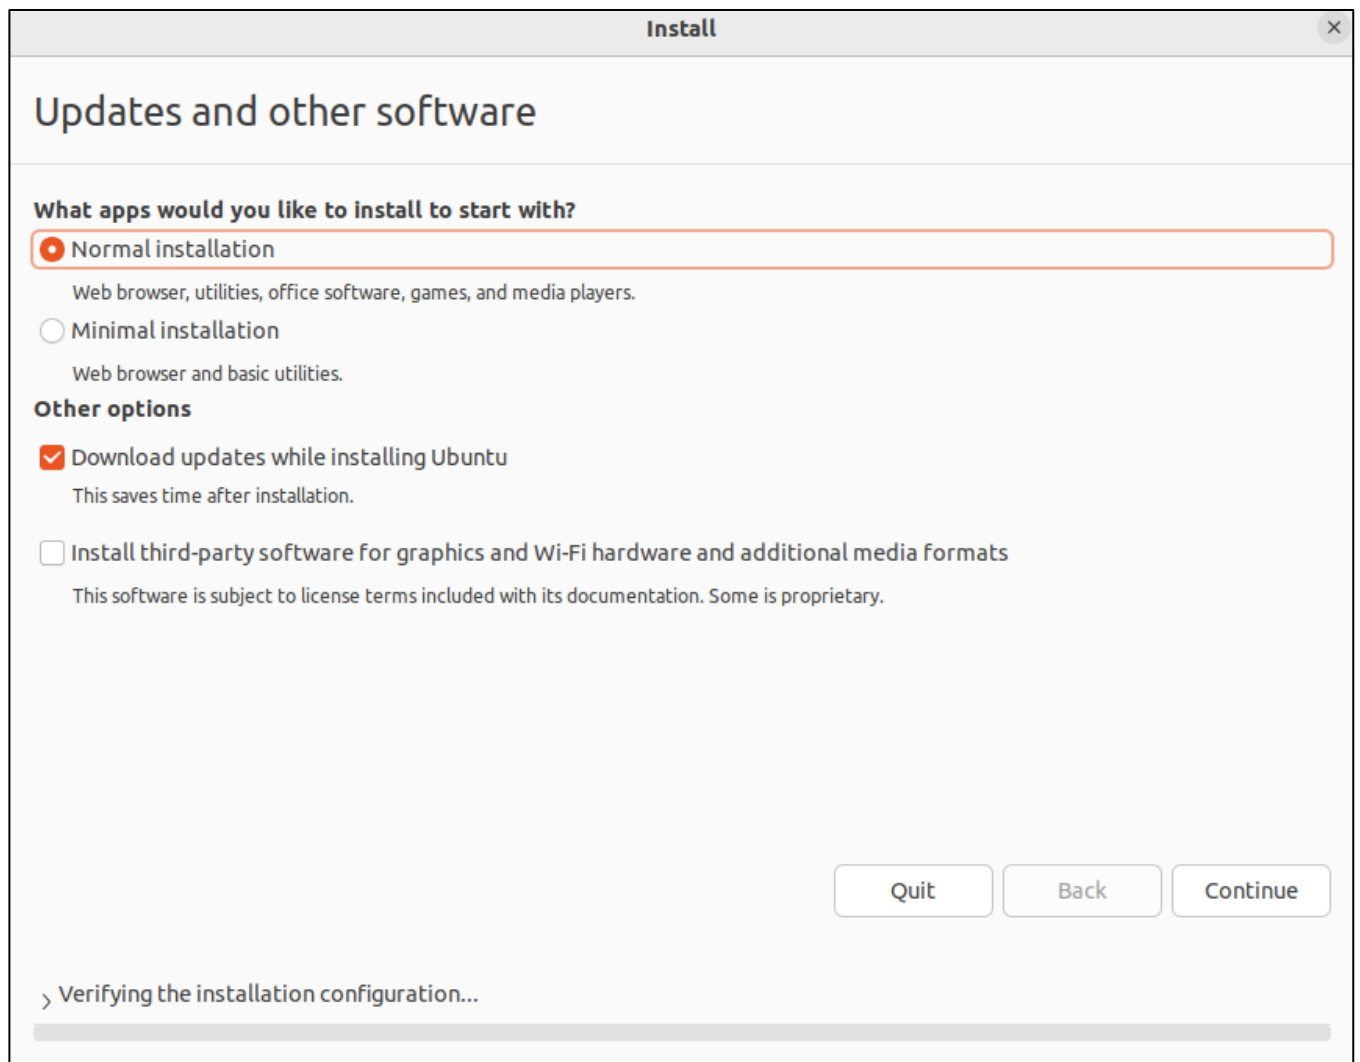 Install
Updates and other software
What apps would you like to install to start with?
Normal installation
Web browser, utilities, office software, games, and media players.
Minimal installation
Web browser and basic utilities.
Other options
Download updates while installing Ubuntu
This saves time after installation.
Install third-party software for graphics and Wi-Fi hardware and additional media formats
This software is subject to license terms included with its documentation. Some is proprietary.
Quit Back Continue
Verifying the installation configuration...